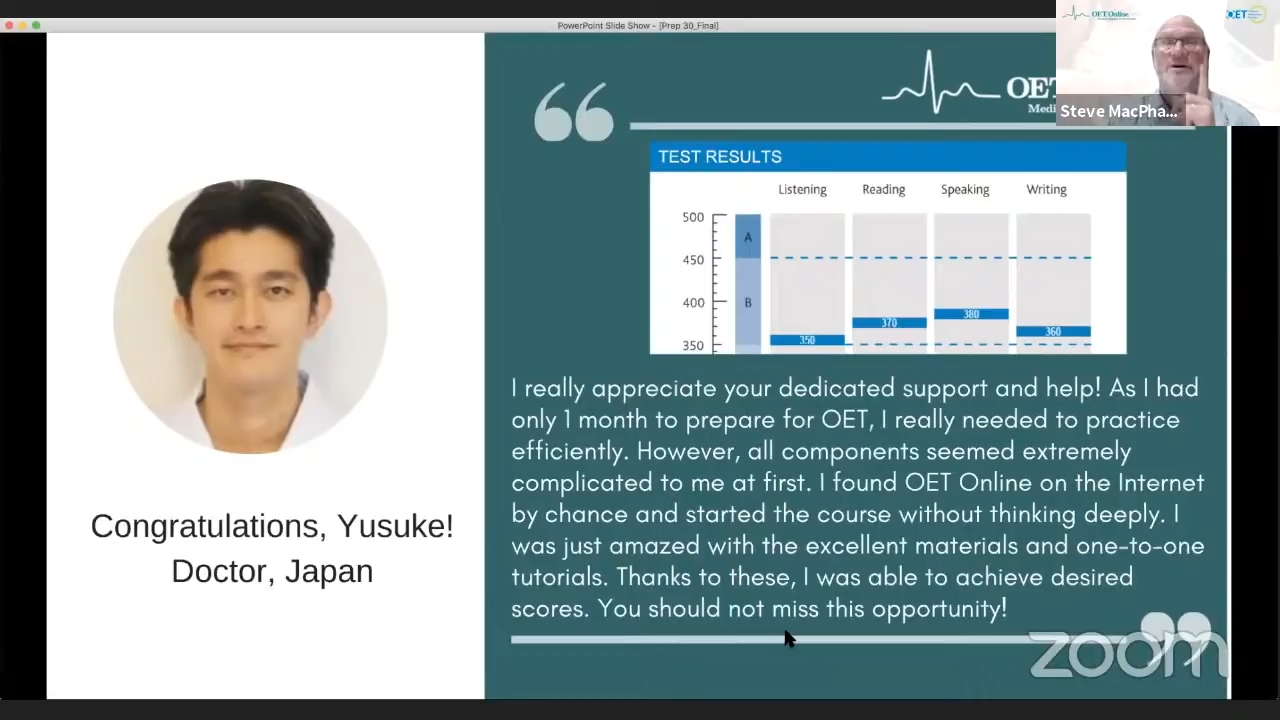 PowerPoint Slide Show - [Prep 30_Final]
OET Online
OET
Steve MacPha...
OET
Medi
TEST RESULTS
Listening Reading Speaking Writing
500
A
450
400
B
380
370
360
350
350
I really appreciate your dedicated support and help! As I had
only 1 month to prepare for OET, I really needed to practice
efficiently. However, all components seemed extremely
complicated to me at first. I found OET Online on the Internet
by chance and started the course without thinking deeply. I
was just amazed with the excellent materials and one-to-one
tutorials. Thanks to these, I was able to achieve desired
scores. You should not miss this opportunity!
Congratulations, Yusuke!
Doctor, Japan
zoom